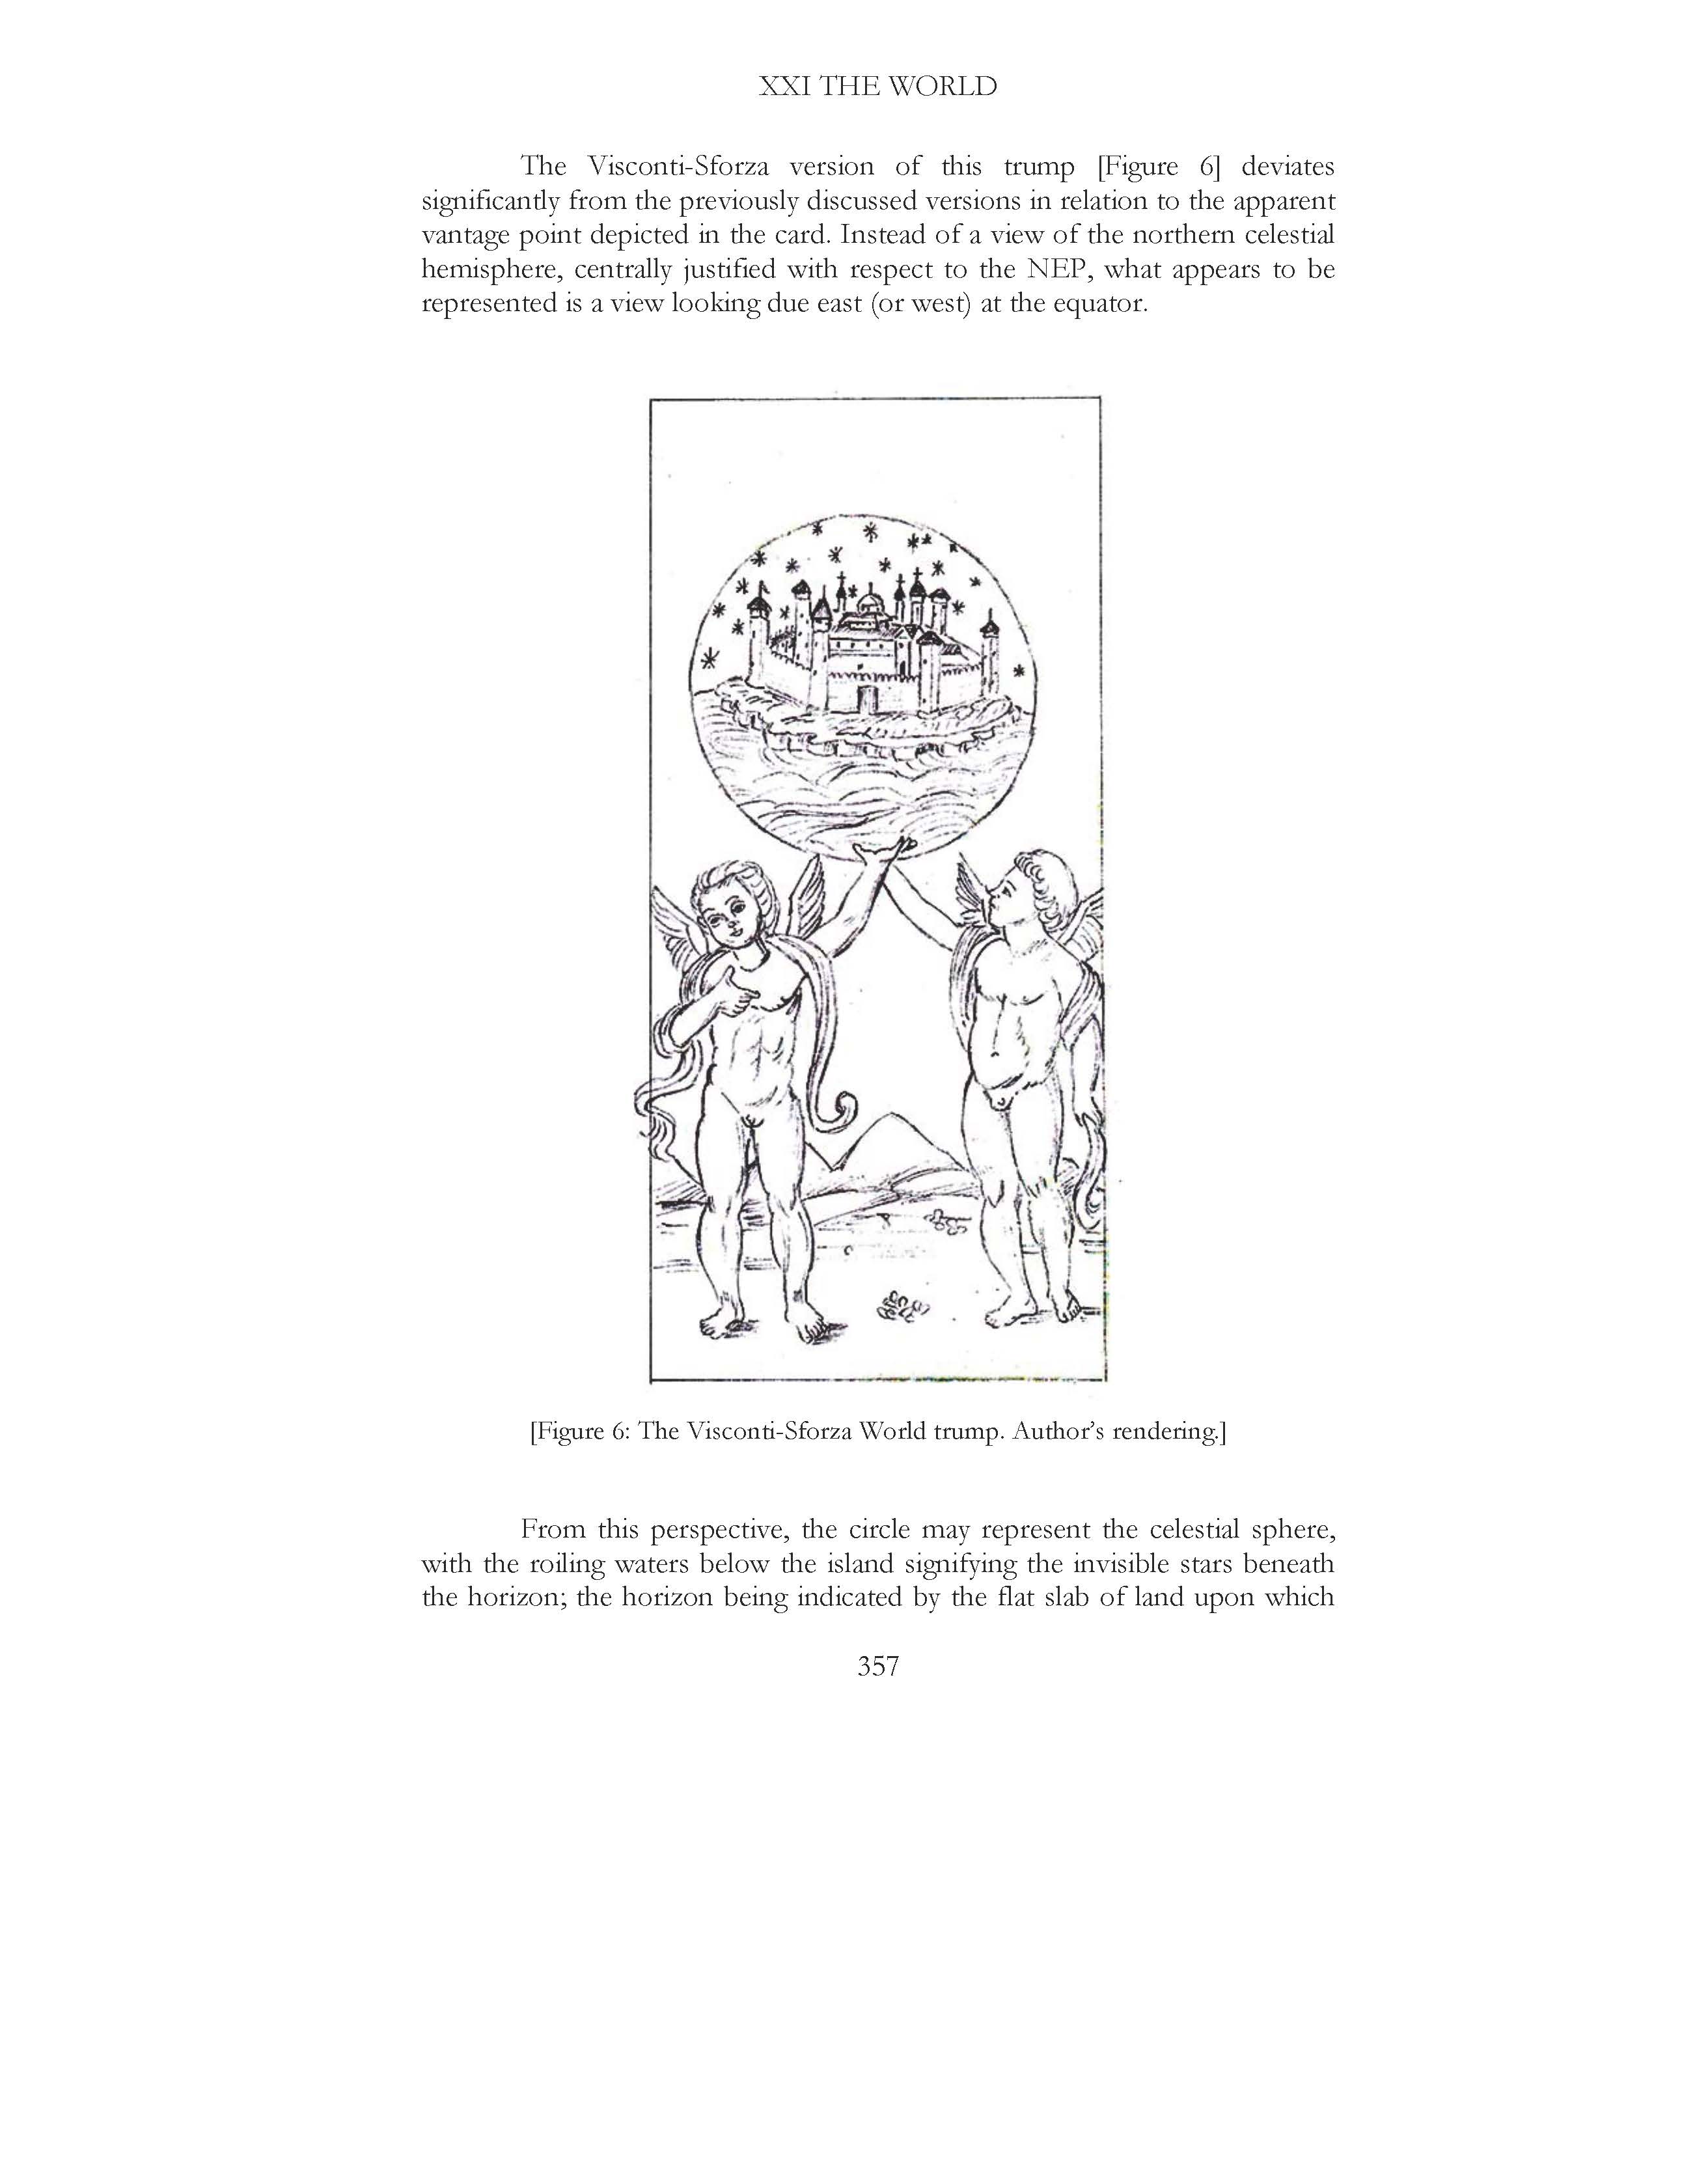 XXI THE WORLD
The Visconti-Sforza version of this trump [Figure 6] deviates
significantly from the previously discussed versions in relation to the apparent
vantage point depicted in the card. Instead of a view of the northern celestial
hemisphere, centrally justified with respect to the NEP, what appears to be
represented is a view looking due east (or west) at the equator.
[Figure 6: The Visconti-Sforza World trump. Author’s rendering.]
From this perspective, the circle may represent the celestial sphere,
with the roiling waters below the island signifying the invisible stars beneath
the horizon; the horizon being indicated by the flat slab of land upon which
357